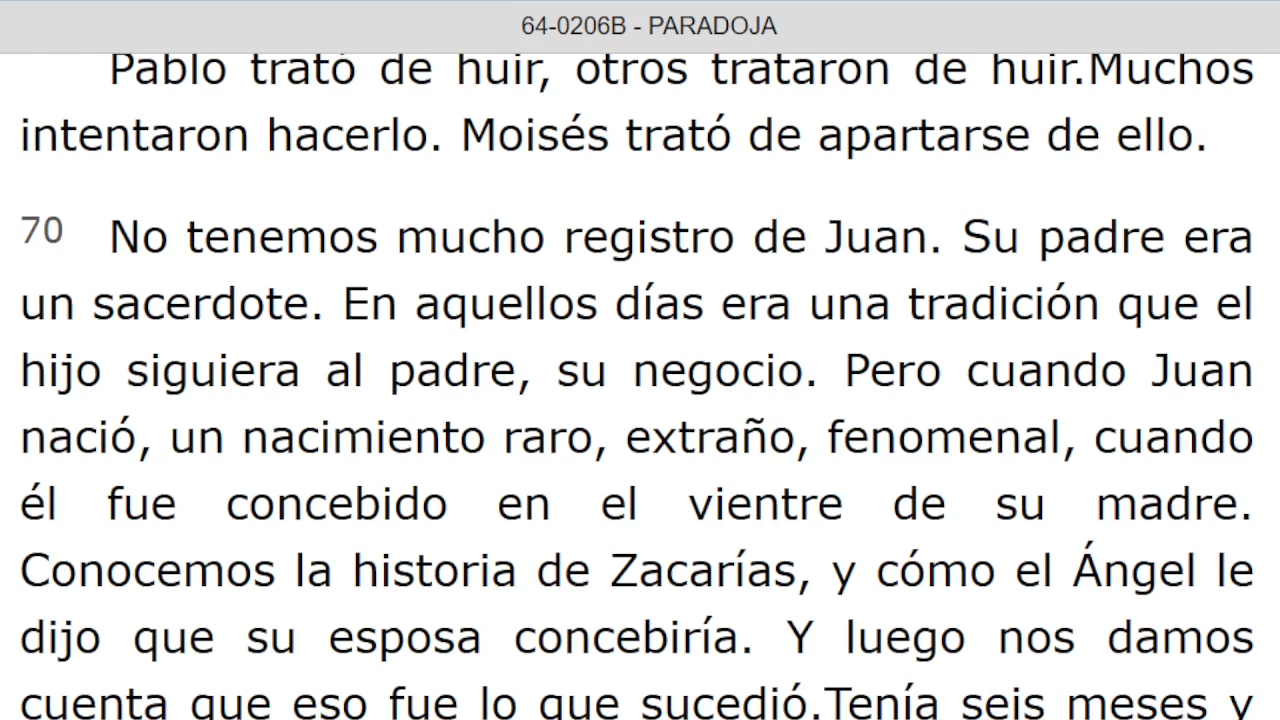 64-0206B - PARADOJA
Pablo trató de huir, otros trataron de huir.Muchos
intentaron hacerlo. Moisés trató de apartarse de ello.
70 No tenemos mucho registro de Juan. Su padre era
un sacerdote. En aquellos días era una tradición que el
hijo siguiera al padre, su negocio. Pero cuando Juan
nació, un nacimiento raro, extraño, fenomenal, cuando
él fue concebido en el vientre de su madre.
Conocemos la historia de Zacarías, y cómo el Ángel le
dijo que su esposa concebiría. Y luego nos damos
cuenta que eso fue lo que sucedió.Tenía seis meses y